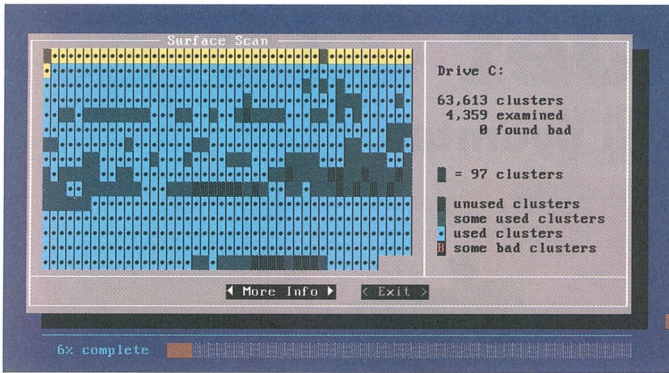 Surface Scan
Drive C:
63,613 clusters
4,359 examined
0 found bad
= 97 clusters
unused clusters
some used clusters
used clusters
B some bad clusters
◄ More Info ►
< Exit >
6% complete